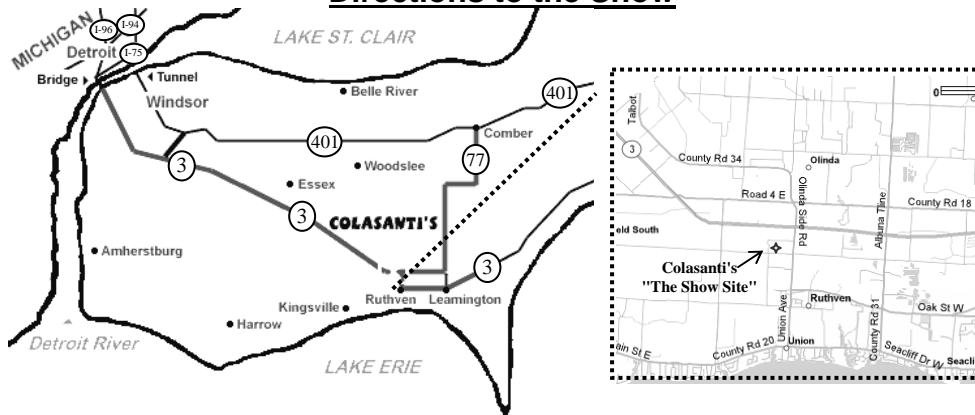 Directions to the Show
MICHIGAN
I-96
I-94
I-75
Detroit
Bridge
Tunnel
Windsor
LAKE ST. CLAIR
Belle River
401
401
Comber
77
3
Woodslee
Essex
3
COLASANTI'S
Amherstburg
3
Kingsville
Ruthven
Leamington
Harrow
Detroit River
LAKE ERIE
0
Talbot
3
County Rd 34
Olinda
Road 4 E
Olinda Side Rd
County Rd 18
Albuna Tline
eld South
Colasanti's
"The Show Site"
Ruthven
Union Ave
County Rd 31
Oak St W
ain St E
County Rd 20
Union
Seacliff Dr W
Seacli